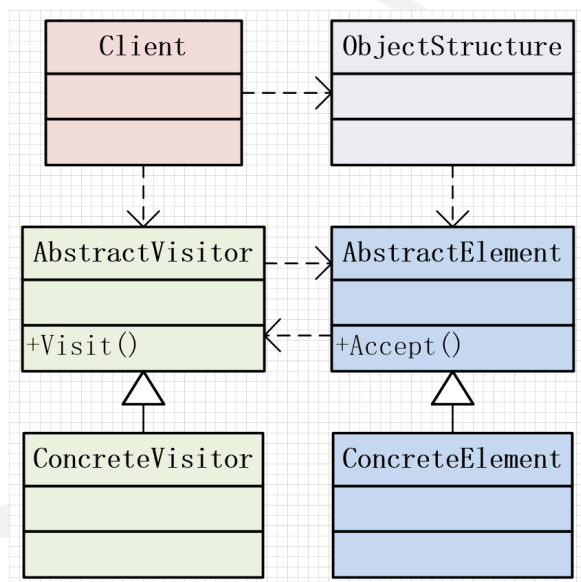 Client
ObjectStructure
AbstractVisitor
AbstractElement
+Visit()
+Accept()
ConcreteVisitor
ConcreteElement